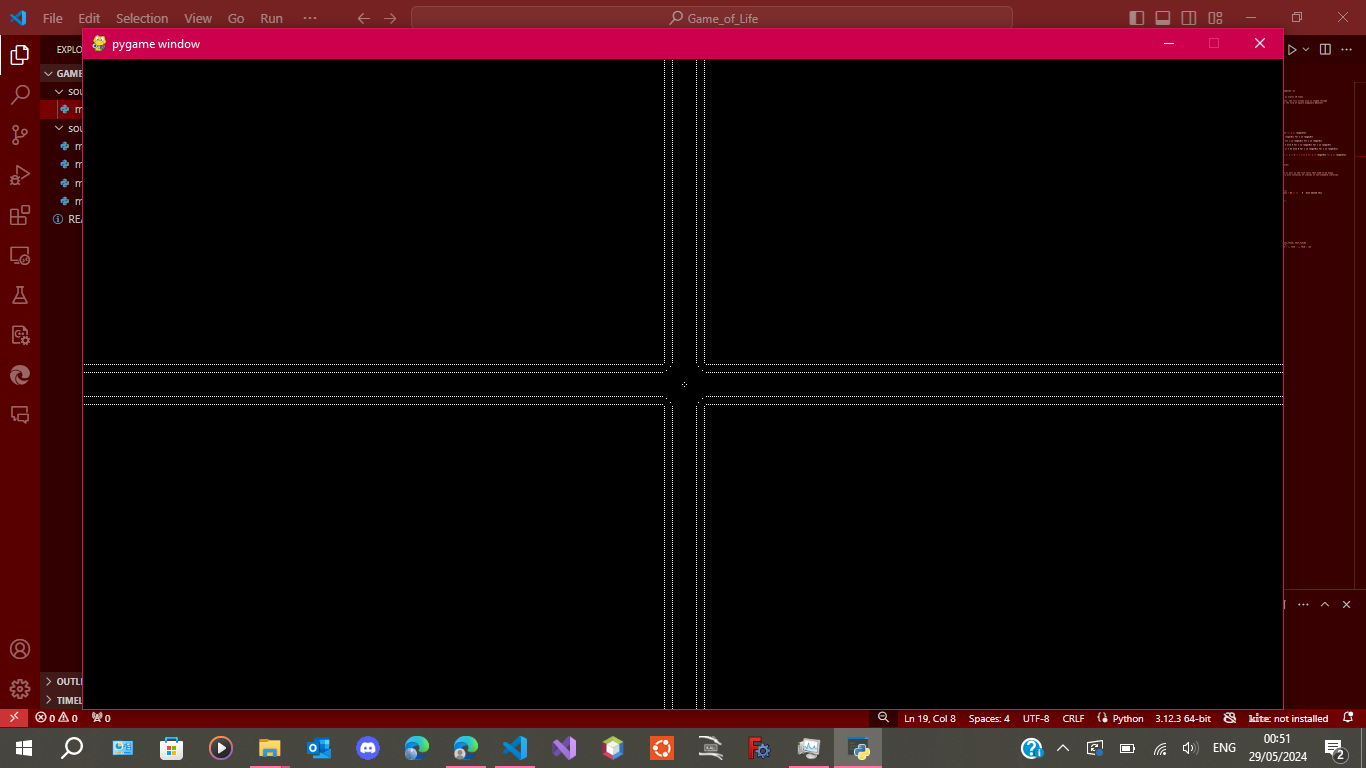 File Edit Selection View Go Run ··· Game_of_Life
pygame window
EXPLO
GAME
sou
m
sou
m
m
m
m
REA
OUTLI
TIMEL
0 0 0 Ln 19, Col 8 Spaces: 4 UTF-8 CRLF Python 3.12.3 64-bit kite: not installed
ENG 00:51
29/05/2024 2